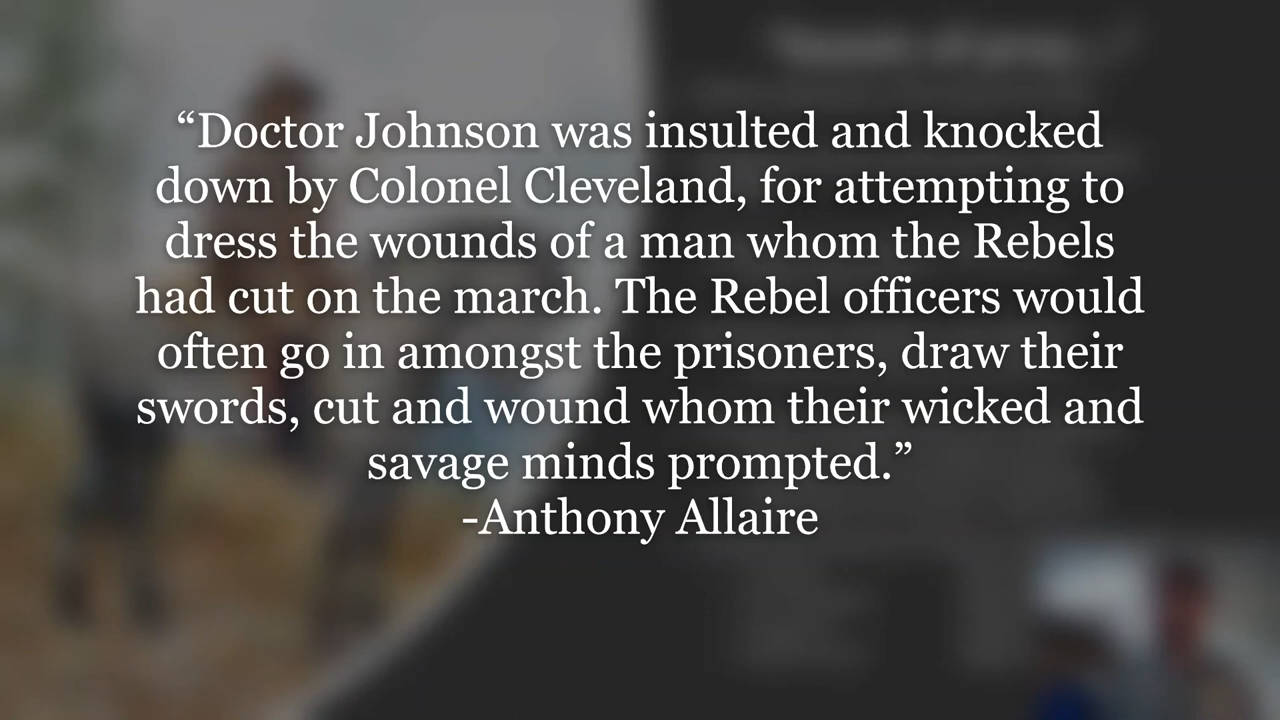 “Doctor Johnson was insulted and knocked
down by Colonel Cleveland, for attempting to
dress the wounds of a man whom the Rebels
had cut on the march. The Rebel officers would
often go in amongst the prisoners, draw their
swords, cut and wound whom their wicked and
savage minds prompted.”
-Anthony Allaire